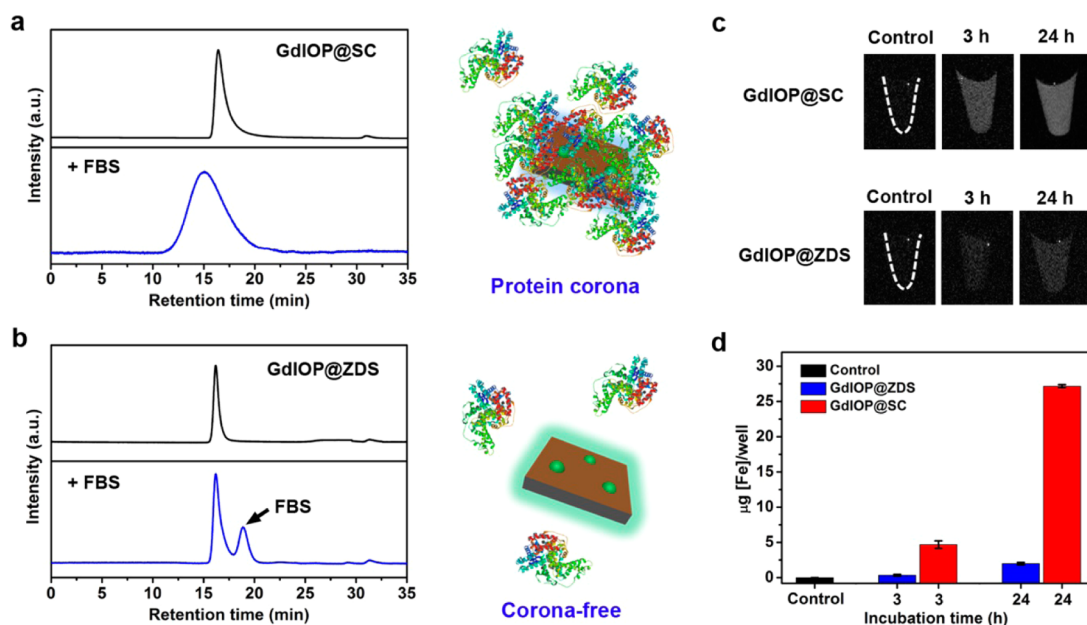 a
GdIOP@SC
+ FBS
Intensity (a.u.)
0 5 10 15 20 25 30 35
Retention time (min)
Protein corona
b
GdIOP@ZDS
+ FBS
FBS
Intensity (a.u.)
0 5 10 15 20 25 30 35
Retention time (min)
Corona-free
c
Control 3 h 24 h
GdIOP@SC
Control 3 h 24 h
GdIOP@ZDS
d
30
25
20
15
10
5
0
µg [Fe]/well
Control
GdIOP@ZDS
GdIOP@SC
Control 3 3 24 24
Incubation time (h)